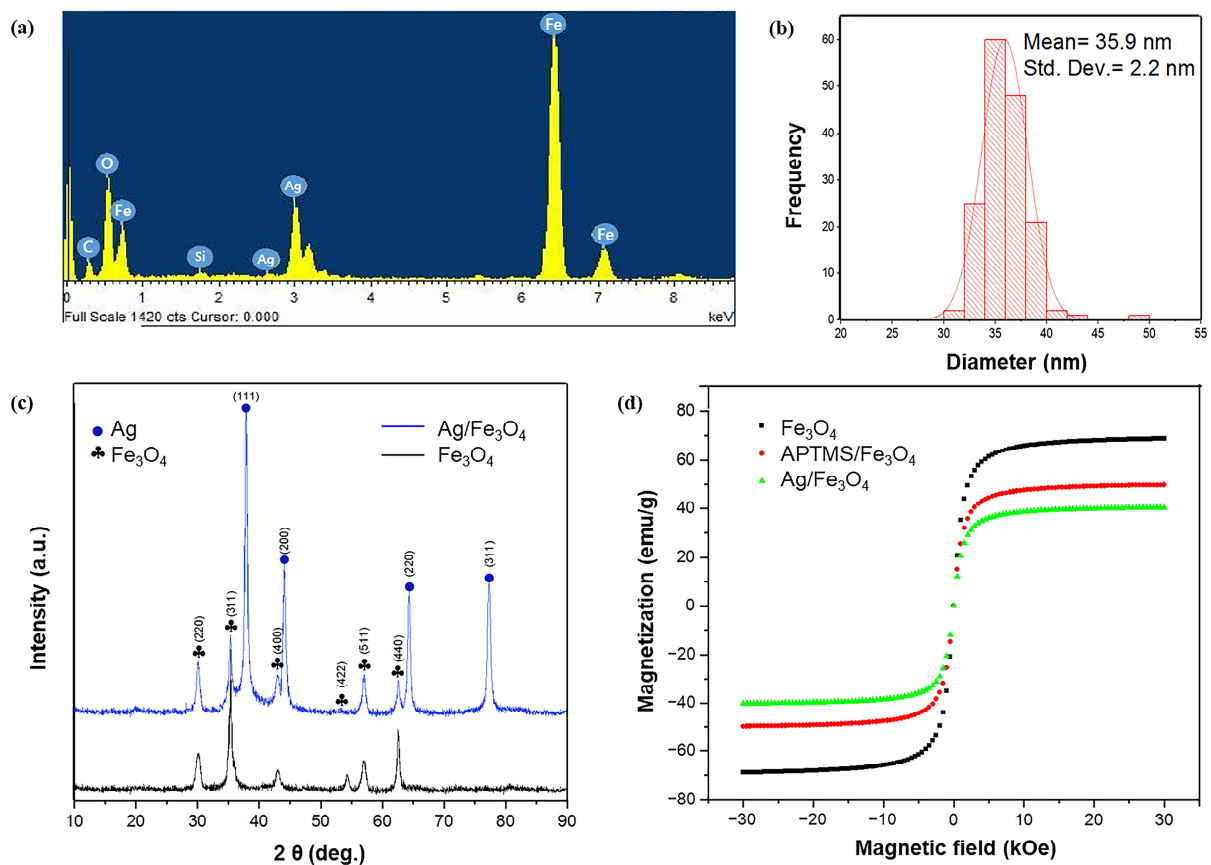 (a)
Fe
O
Ag
Fe
C
Si
Ag
Fe
0 1 2 3 4 5 6 7 8
Full Scale 1420 cts Cursor: 0.000 keV
(b)
Mean= 35.9 nm
Std. Dev.= 2.2 nm
Frequency
60
50
40
30
20
10
0
20 25 30 35 40 45 50 55
Diameter (nm)
(c)
Ag
Fe₃O₄
Ag/Fe₃O₄
Fe₃O₄
(220)
(311)
(111)
(400)
(200)
(422)
(511)
(440)
(220)
(311)
Intensity (a.u.)
10 20 30 40 50 60 70 80 90
2 θ (deg.)
(d)
Fe₃O₄
APTMS/Fe₃O₄
Ag/Fe₃O₄
Magnetization (emu/g)
80
60
40
20
0
−20
−40
−60
−80
−30 −20 −10 0 10 20 30
Magnetic field (kOe)